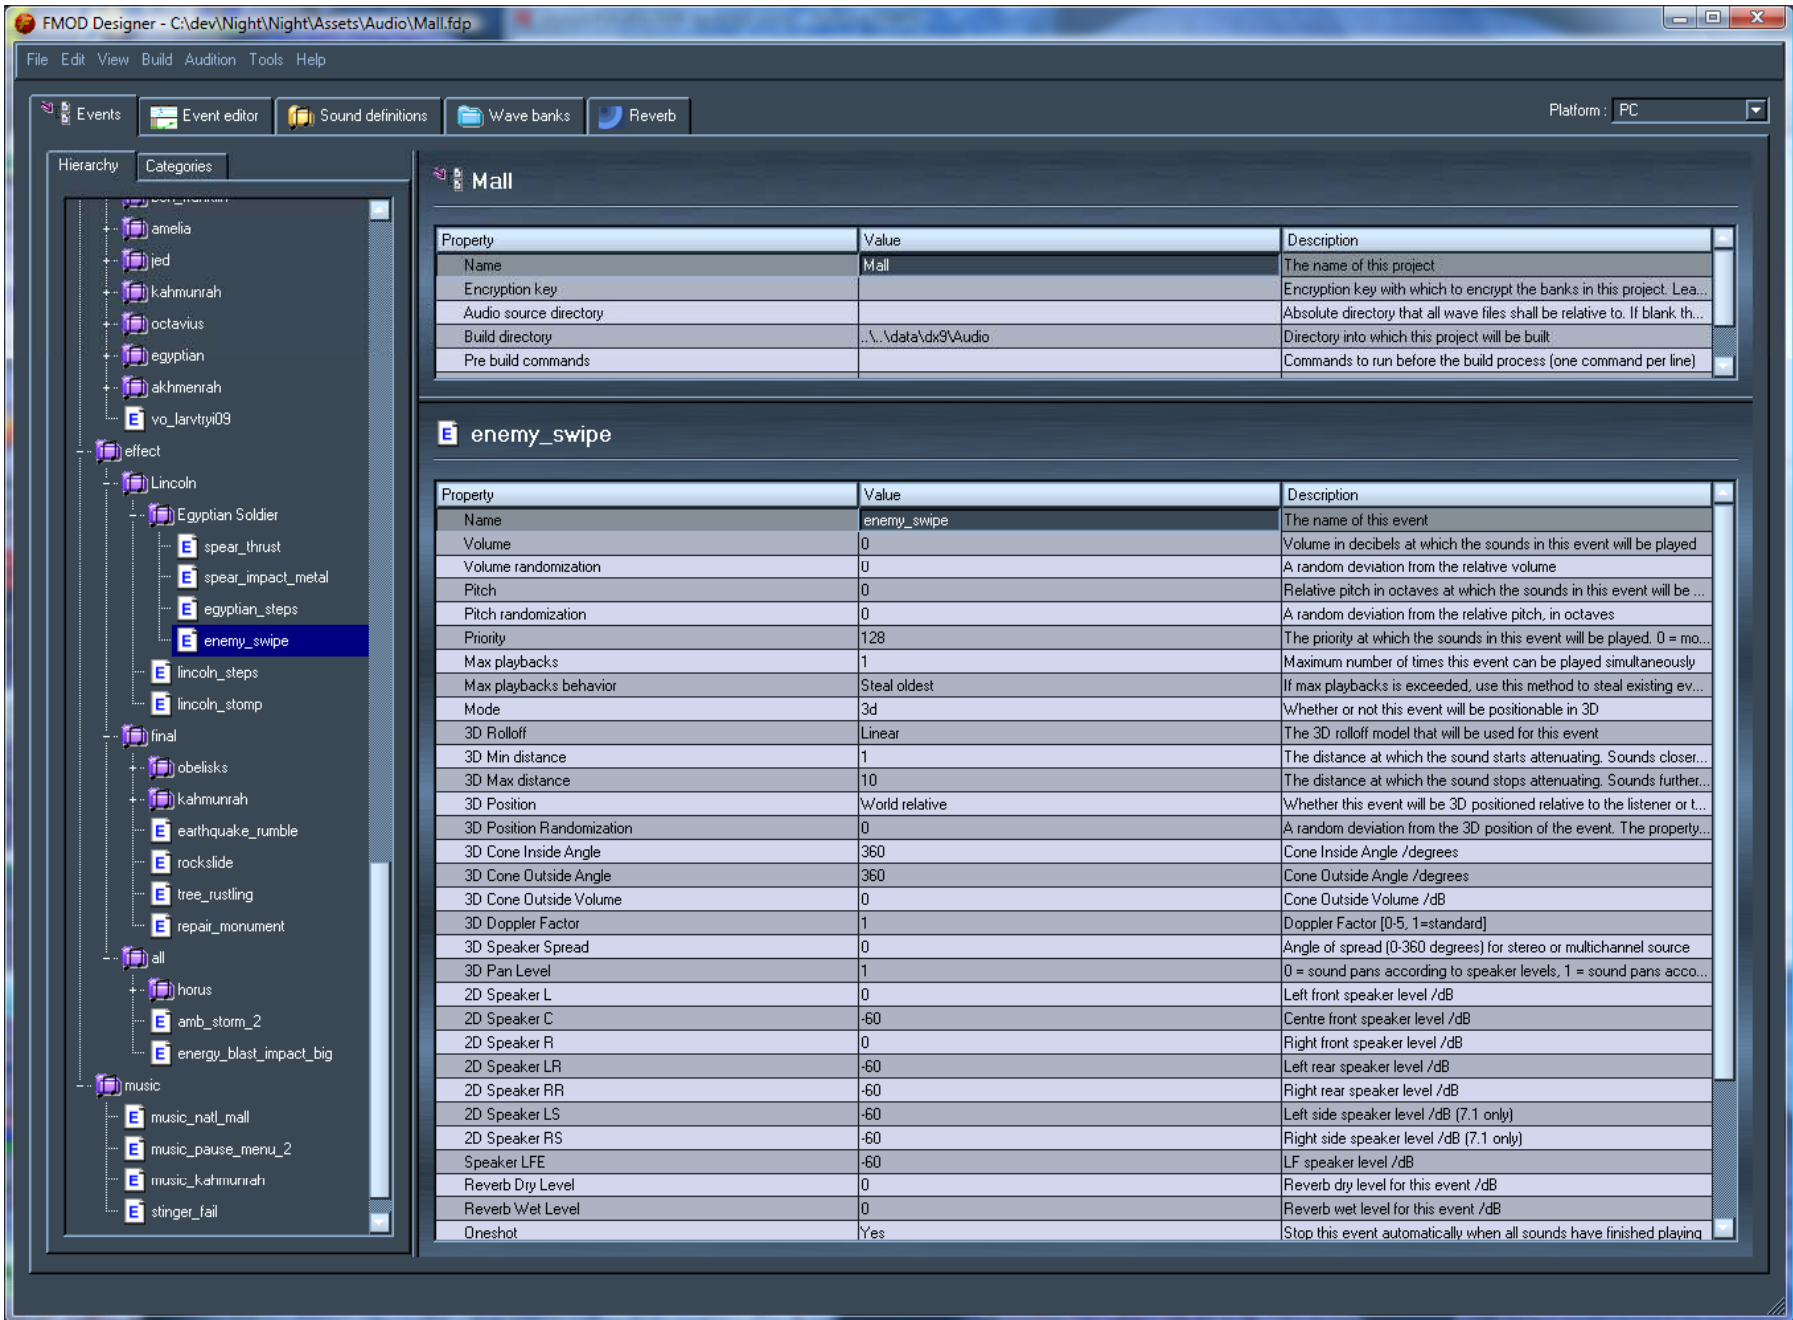 FMOD Designer - C:\dev\Night\Night\Assets\Audio\Mall.fdp
File Edit View Build Audition Tools Help
Events Event editor Sound definitions Wave banks Reverb Platform : PC
Hierarchy Categories
ben_franklin
amelia
jed
kahmunrah
octavius
egyptian
akhmenrah
E vo_larvtryi09
effect
Lincoln
Egyptian Soldier
E spear_thrust
E spear_impact_metal
E egyptian_steps
E enemy_swipe
E lincoln_steps
E lincoln_stomp
final
obelisks
kahmunrah
E earthquake_rumble
E rockslide
E tree_rustling
E repair_monument
all
horus
E amb_storm_2
E energy_blast_impact_big
music
E music_natl_mall
E music_pause_menu_2
E music_kahmunrah
E stinger_fail
Mall
Property Value Description
Name Mall The name of this project
Encryption key Encryption key with which to encrypt the banks in this project. Lea...
Audio source directory Absolute directory that all wave files shall be relative to. If blank th...
Build directory ..\..\data\dx9\Audio Directory into which this project will be built
Pre build commands Commands to run before the build process (one command per line)
E enemy_swipe
Property Value Description
Name enemy_swipe The name of this event
Volume 0 Volume in decibels at which the sounds in this event will be played
Volume randomization 0 A random deviation from the relative volume
Pitch 0 Relative pitch in octaves at which the sounds in this event will be ...
Pitch randomization 0 A random deviation from the relative pitch, in octaves
Priority 128 The priority at which the sounds in this event will be played. 0 = mo...
Max playbacks 1 Maximum number of times this event can be played simultaneously
Max playbacks behavior Steal oldest If max playbacks is exceeded, use this method to steal existing ev...
Mode 3d Whether or not this event will be positionable in 3D
3D Rolloff Linear The 3D rolloff model that will be used for this event
3D Min distance 1 The distance at which the sound starts attenuating. Sounds closer...
3D Max distance 10 The distance at which the sound stops attenuating. Sounds further...
3D Position World relative Whether this event will be 3D positioned relative to the listener or t...
3D Position Randomization 0 A random deviation from the 3D position of the event. The property...
3D Cone Inside Angle 360 Cone Inside Angle /degrees
3D Cone Outside Angle 360 Cone Outside Angle /degrees
3D Cone Outside Volume 0 Cone Outside Volume /dB
3D Doppler Factor 1 Doppler Factor [0-5, 1=standard]
3D Speaker Spread 0 Angle of spread (0-360 degrees) for stereo or multichannel source
3D Pan Level 1 0 = sound pans according to speaker levels, 1 = sound pans acco...
2D Speaker L 0 Left front speaker level /dB
2D Speaker C -60 Centre front speaker level /dB
2D Speaker R 0 Right front speaker level /dB
2D Speaker LR -60 Left rear speaker level /dB
2D Speaker RR -60 Right rear speaker level /dB
2D Speaker LS -60 Left side speaker level /dB (7.1 only)
2D Speaker RS -60 Right side speaker level /dB (7.1 only)
Speaker LFE -60 LF speaker level /dB
Reverb Dry Level 0 Reverb dry level for this event /dB
Reverb Wet Level 0 Reverb wet level for this event /dB
Oneshot Yes Stop this event automatically when all sounds have finished playing